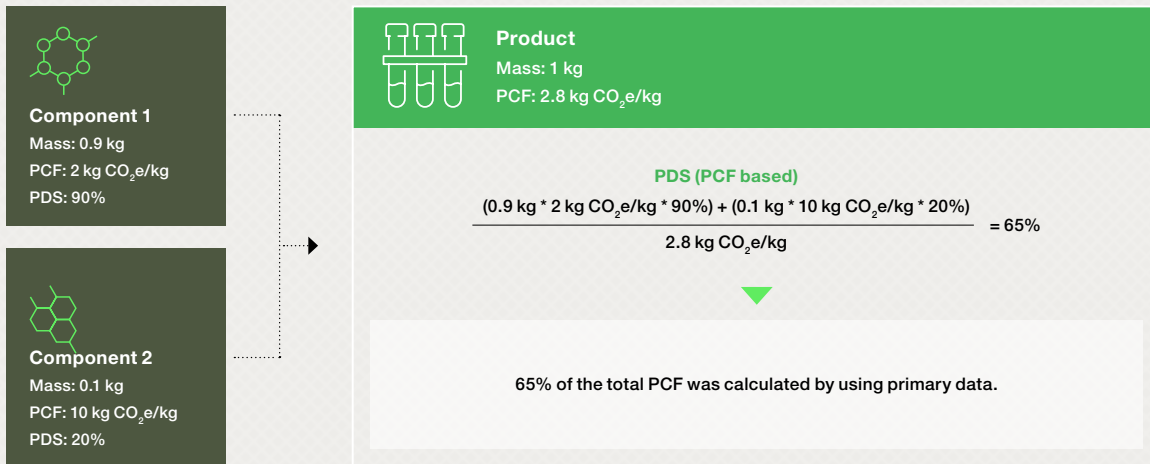 Component 1
Mass: 0.9 kg
PCF: 2 kg CO₂e/kg
PDS: 90%
Component 2
Mass: 0.1 kg
PCF: 10 kg CO₂e/kg
PDS: 20%
Product
Mass: 1 kg
PCF: 2.8 kg CO₂e/kg
PDS (PCF based)
(0.9 kg * 2 kg CO₂e/kg * 90%) + (0.1 kg * 10 kg CO₂e/kg * 20%)
= 65%
2.8 kg CO₂e/kg
65% of the total PCF was calculated by using primary data.